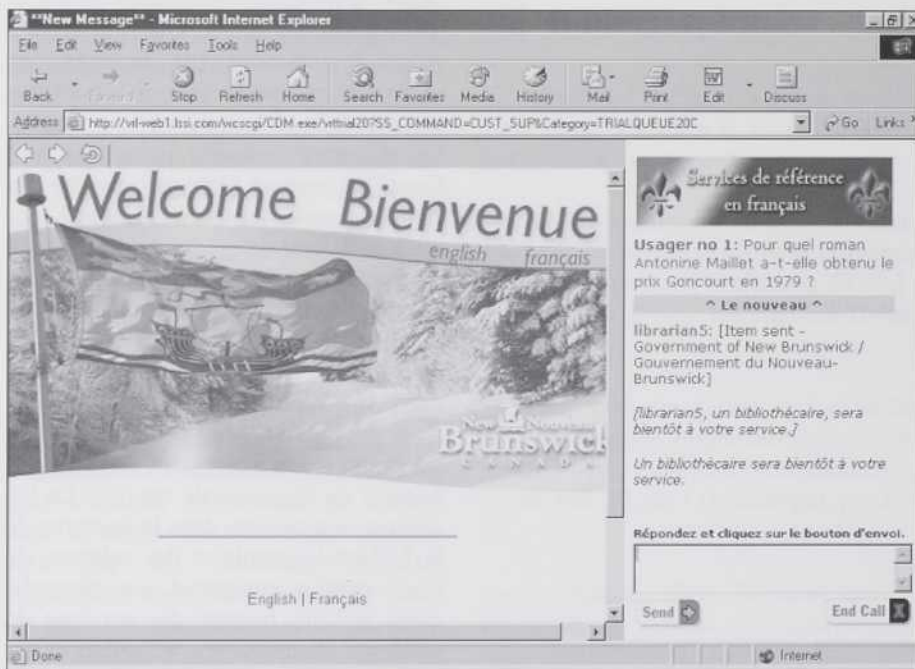 **New Message** - Microsoft Internet Explorer
File Edit View Favorites Tools Help
Back Forward Stop Refresh Home Search Favorites Media History Mail Print Edit Discuss
Address http://vrl-web1.lssi.com/wcscgi/CDM.exe/vrttrial20?SS_COMMAND=CUST_SUP&Category=TRIALQUEUE20C Go Links
Welcome Bienvenue
english français
New Nouveau
Brunswick
CANADA
English | Français
Services de référence
en français
Usager no 1: Pour quel roman
Antonine Maillet a-t-elle obtenu le
prix Goncourt en 1979 ?
^ Le nouveau ^
librarian5: [Item sent -
Government of New Brunswick /
Gouvernement du Nouveau-
Brunswick]
[librarian5, un bibliothécaire, sera
bientôt à votre service.]
Un bibliothécaire sera bientôt à votre
service.
Répondez et cliquez sur le bouton d'envoi.
Send End Call
Done Internet